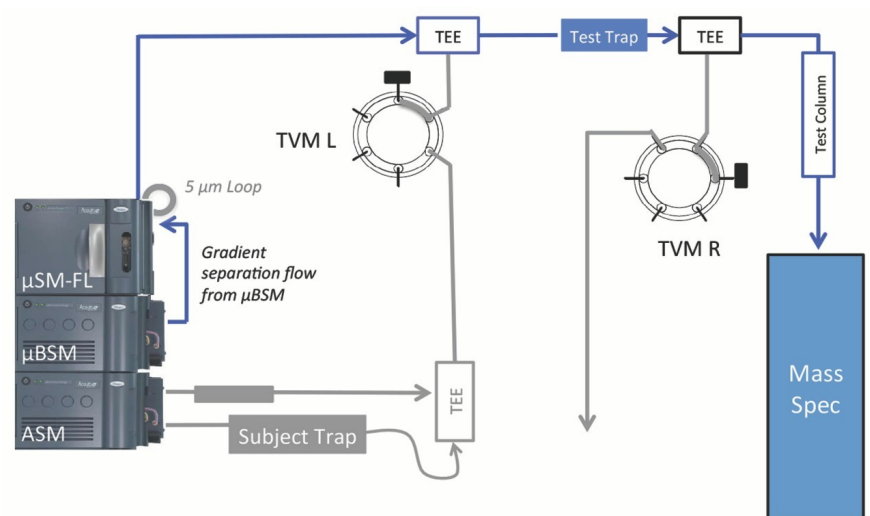 TEE
Test Trap
TEE
Test Column
TVM L
5 µm Loop
TVM R
µSM-FL
Gradient
separation flow
from µBSM
µBSM
TEE
Mass
Spec
ASM
Subject Trap